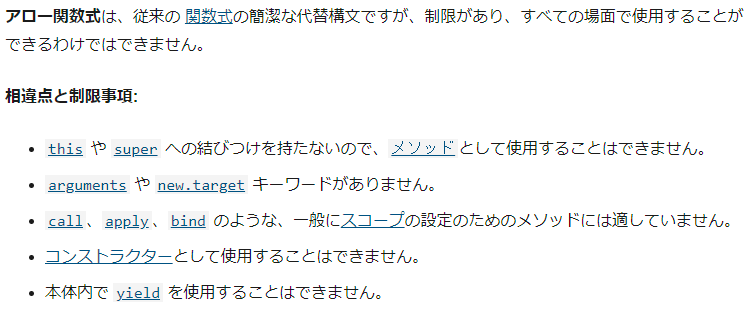 アロー関数式は、従来の 関数式の簡潔な代替構文ですが、制限があり、すべての場面で使用することが
できるわけではできません。
相違点と制限事項:
• this や super への結びつけを持たないので、メソッドとして使用することはできません。
• arguments や new.target キーワードがありません。
• call、apply、bind のような、一般にスコープの設定のためのメソッドには適していません。
• コンストラクターとして使用することはできません。
• 本体内で yield を使用することはできません。